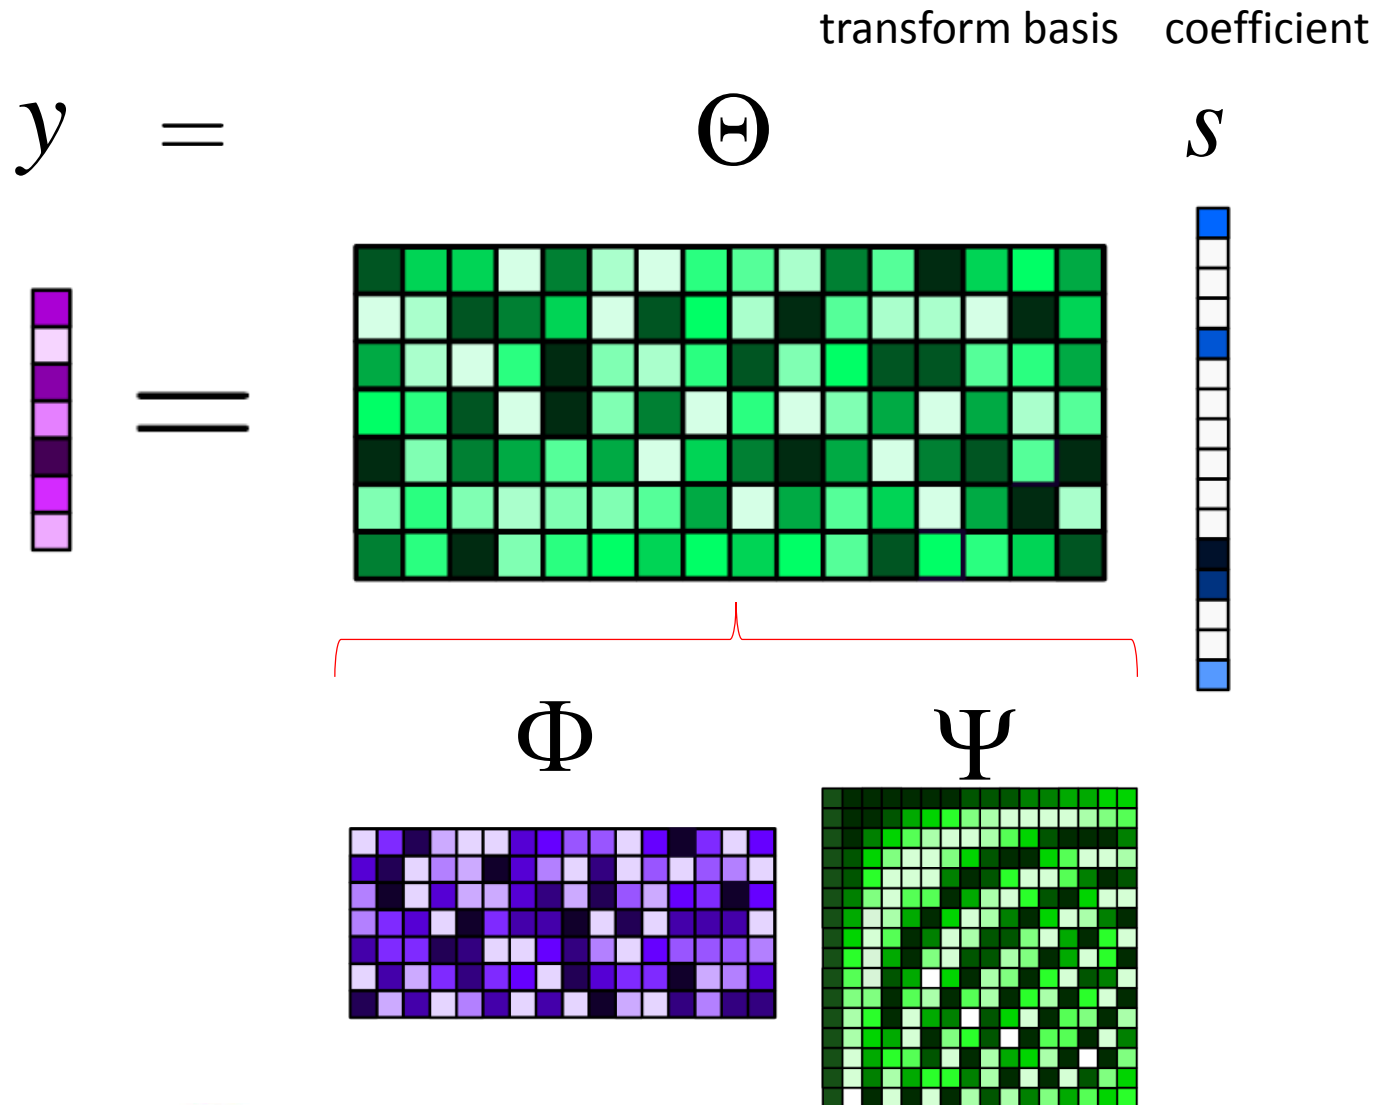 transform basis coefficient
y = Θ s
=
Φ Ψ